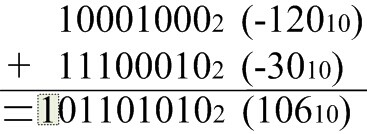 10001000₂ (-120₁₀)
+ 11100010₂ (-30₁₀)
=101101010₂ (106₁₀)